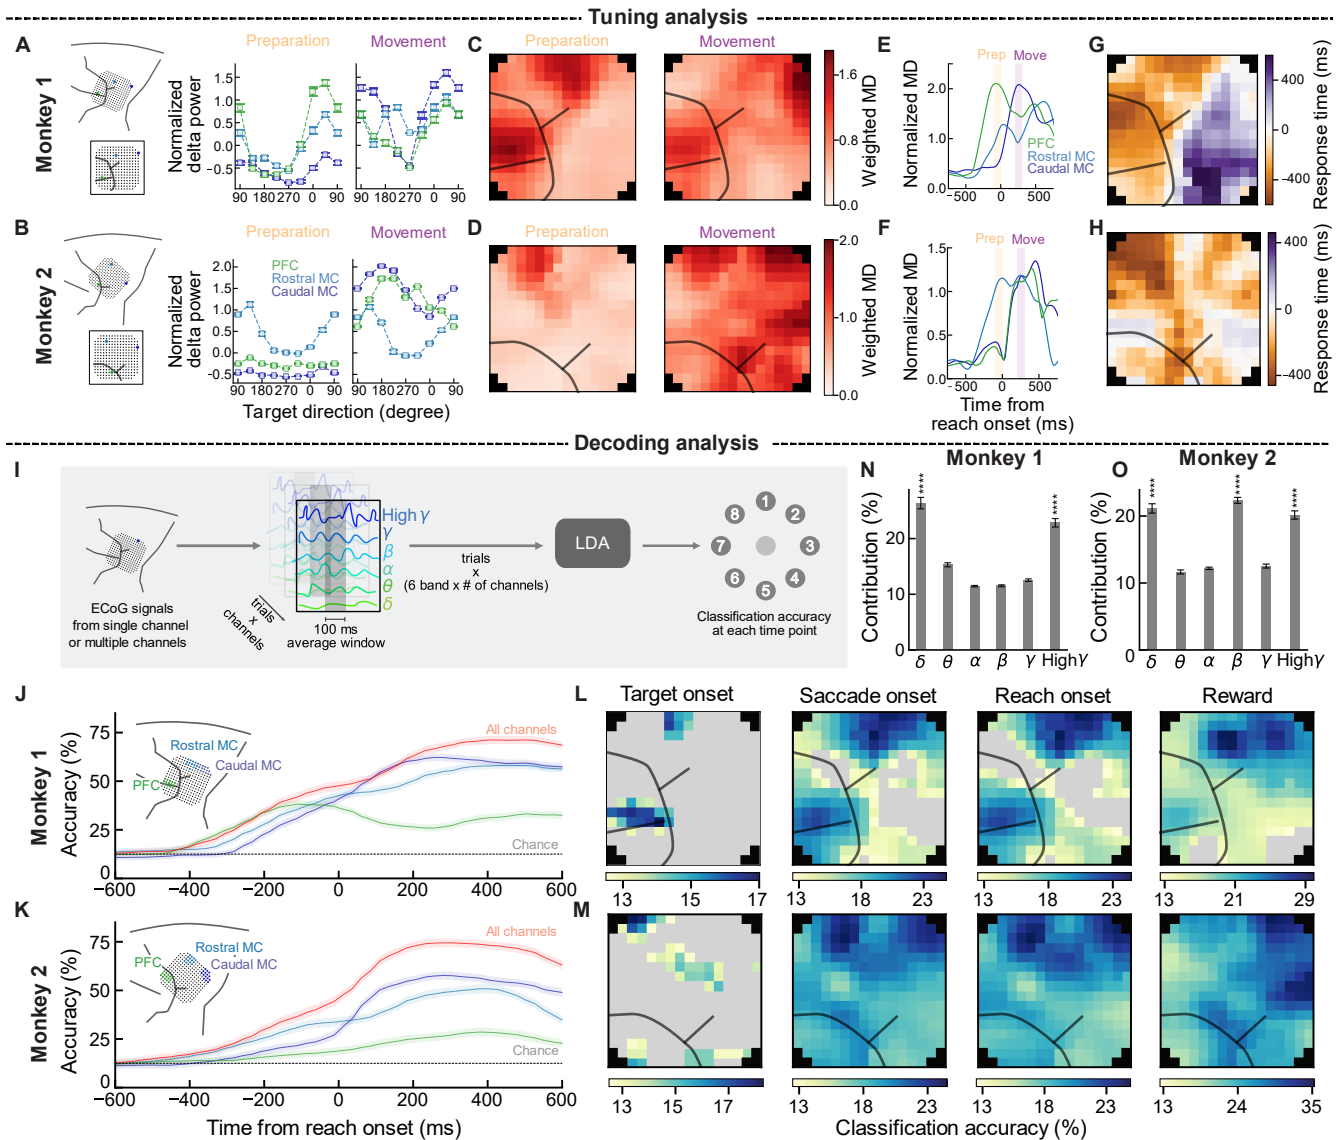 Tuning analysis
Monkey 1
A
Preparation
Movement
Normalized delta power
1.5
1.0
0.5
0.0
−0.5
90 180 270 0 90
90 180 270 0 90
C
Preparation
Movement
1.6
0.8
0.0
Weighted MD
E
Prep
Move
Normalized MD
2.0
1.0
0.0
PFC
Rostral MC
Caudal MC
−500 0 500
G
400
0
−400
Response time (ms)
Monkey 2
B
Preparation
Movement
PFC
Rostral MC
Caudal MC
Normalized delta power
2.0
1.5
1.0
0.5
0.0
−0.5
90 180 270 0 90
90 180 270 0 90
Target direction (degree)
D
Preparation
Movement
2.0
1.0
0.0
Weighted MD
F
Prep
Move
Normalized MD
1.5
1.0
0.5
0.0
−500 0 500
Time from
reach onset (ms)
H
400
0
−400
Response time (ms)
Decoding analysis
I
ECoG signals
from single channel
or multiple channels
trials
x
channels
High γ
γ
β
α
θ
δ
100 ms
average window
trials
x
(6 band x # of channels)
LDA
1
2
3
4
5
6
7
8
Classification accuracy
at each time point
N
Monkey 1
Contribution (%)
20
10
0
****
****
δ θ α β γ High γ
O
Monkey 2
Contribution (%)
20
10
0
****
****
****
δ θ α β γ High γ
Monkey 1
J
Accuracy (%)
75
50
25
0
Rostral MC
Caudal MC
PFC
All channels
Chance
−600 −400 −200 0 200 400 600
L
Target onset
Saccade onset
Reach onset
Reward
13 15 17
13 18 23
13 18 23
13 21 29
Monkey 2
K
Accuracy (%)
75
50
25
0
Rostral MC
PFC
Caudal MC
All channels
Chance
−600 −400 −200 0 200 400 600
Time from reach onset (ms)
M
13 15 17
13 18 23
13 18 23
13 24 35
Classification accuracy (%)